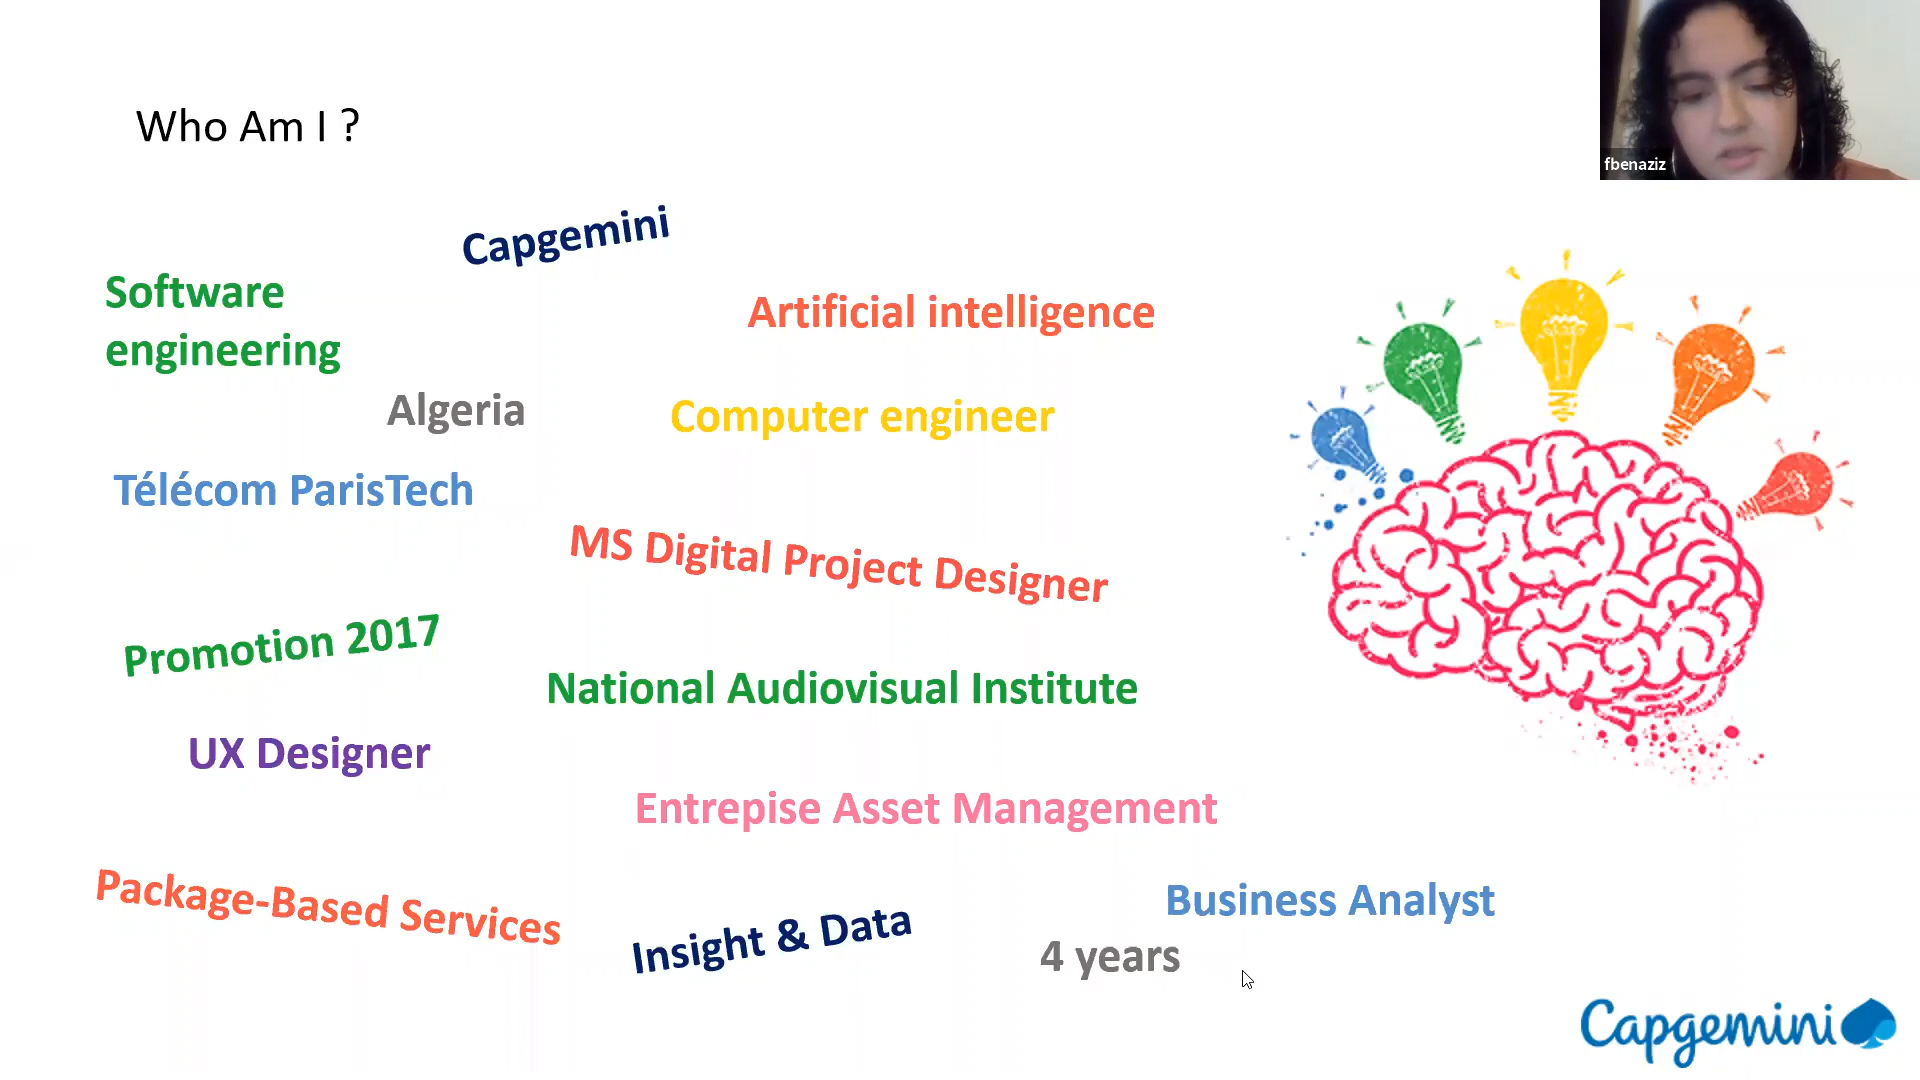 Who Am I ?
fbenaziz
Capgemini
Software
engineering
Artificial intelligence
Algeria
Computer engineer
Télécom ParisTech
MS Digital Project Designer
Promotion 2017
National Audiovisual Institute
UX Designer
Entrepise Asset Management
Package-Based Services
Business Analyst
Insight & Data
4 years
Capgemini